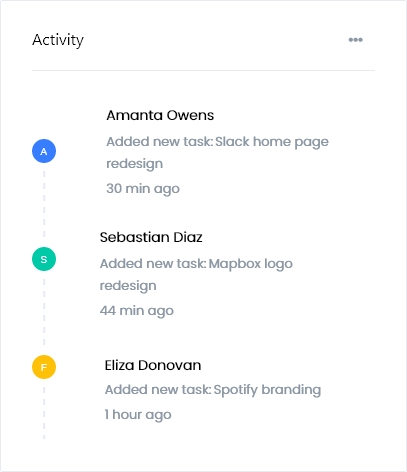 Activity
Amanta Owens
A
Added new task: Slack home page
redesign
30 min ago
Sebastian Diaz
S
Added new task: Mapbox logo
redesign
44 min ago
Eliza Donovan
F
Added new task: Spotify branding
1 hour ago